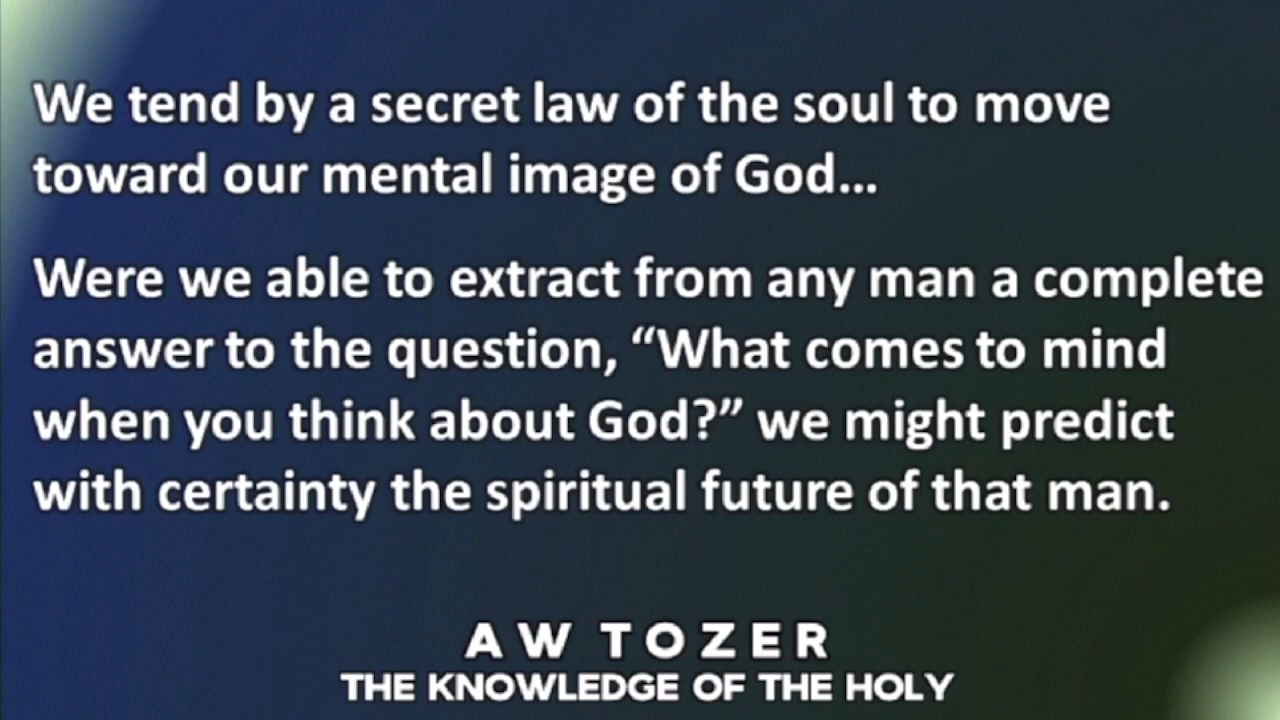 We tend by a secret law of the soul to move
toward our mental image of God…
Were we able to extract from any man a complete
answer to the question, “What comes to mind
when you think about God?” we might predict
with certainty the spiritual future of that man.
A W TOZER
THE KNOWLEDGE OF THE HOLY